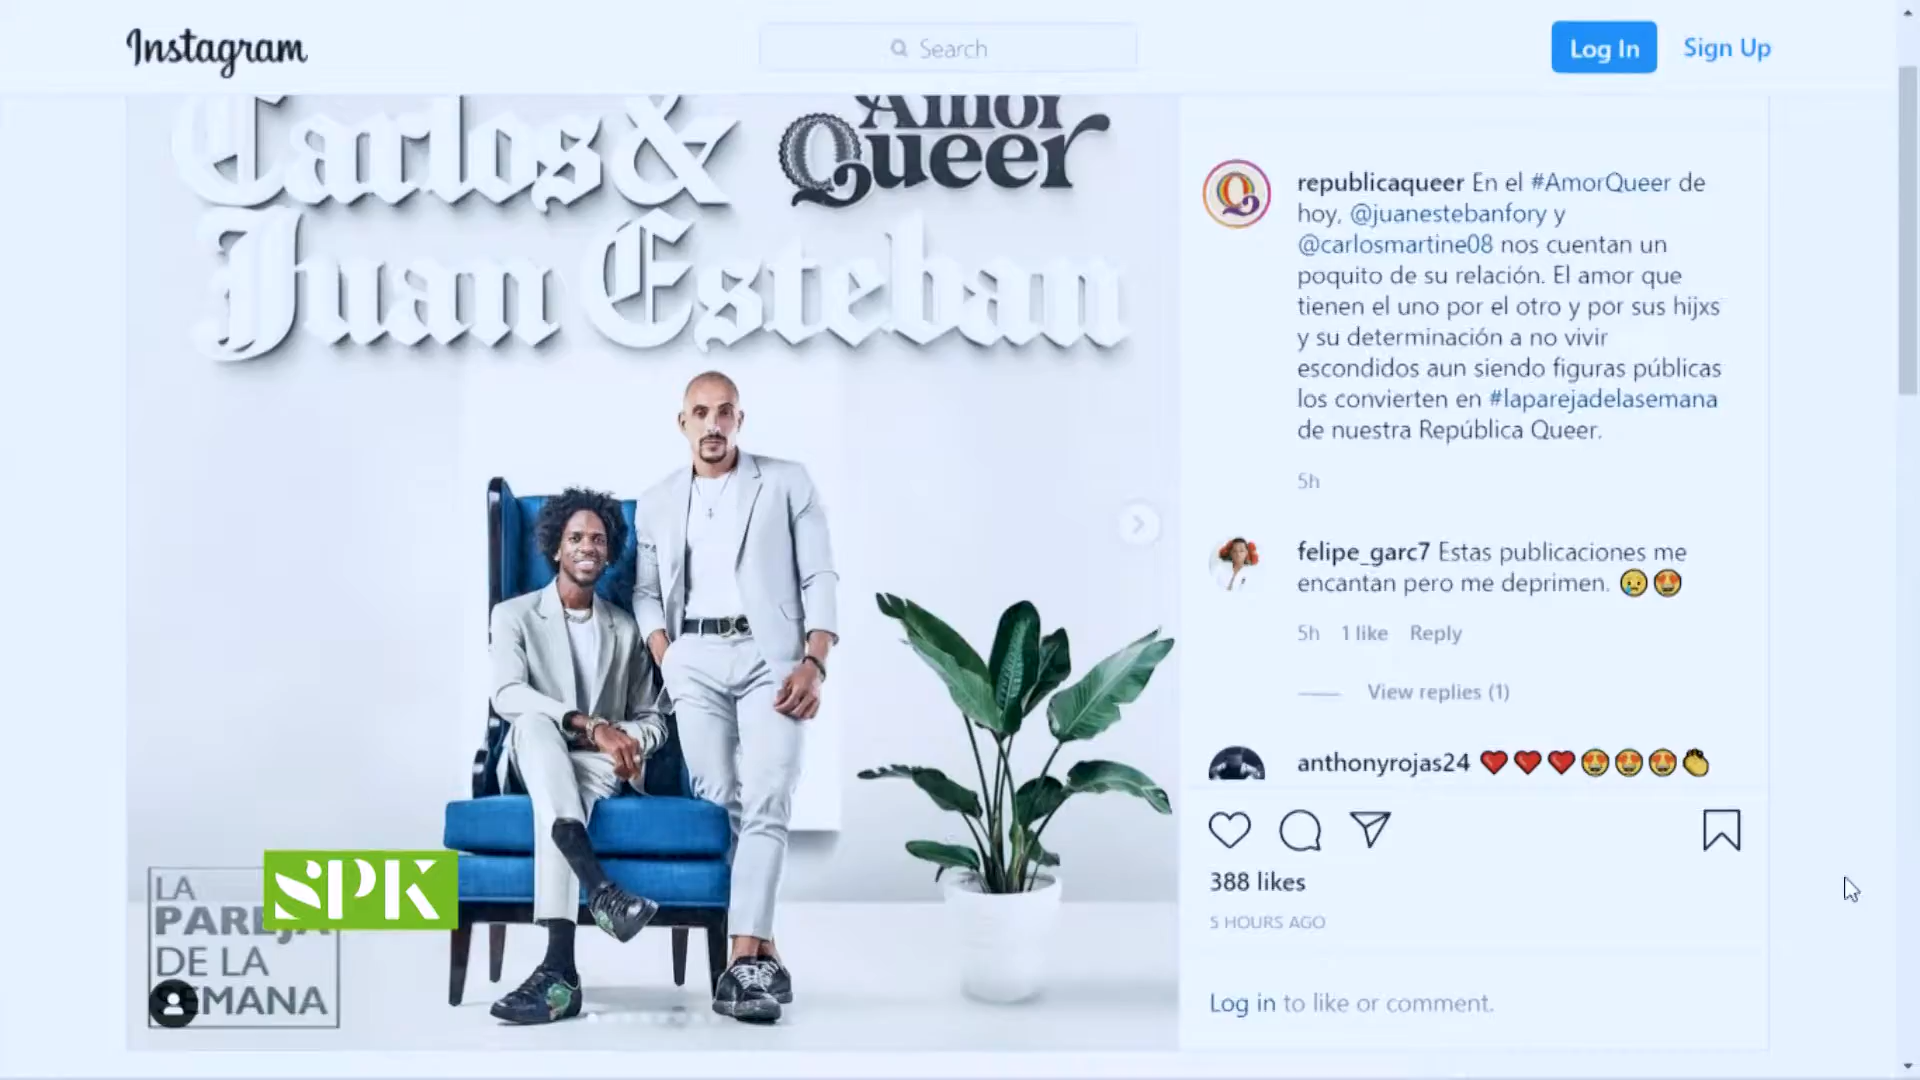 Instagram
Search
Log In
Sign Up
Carlos &
Juan Esteban
Amor
Queer
republicaqueer En el #AmorQueer de
hoy, @juanestebanfory y
@carlosmartine08 nos cuentan un
poquito de su relación. El amor que
tienen el uno por el otro y por sus hijxs
y su determinación a no vivir
escondidos aun siendo figuras públicas
los convierten en #laparejadelasemana
de nuestra República Queer.
5h
felipe_garc7 Estas publicaciones me
encantan pero me deprimen. 😢😍
5h 1 like Reply
View replies (1)
anthonyrojas24 ❤️❤️❤️😍😍😍👏
388 likes
5 HOURS AGO
Log in to like or comment.
LA
PAREJA
DE LA
SEMANA
SPK